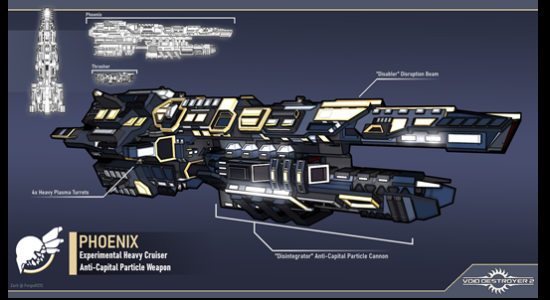 Phoenix
Thrasher
"Disabler" Disruption Beam
4x Heavy Plasma Turrets
PHOENIX
Experimental Heavy Cruiser
Anti-Capital Particle Weapon
"Disintegrator" Anti-Capital Particle Cannon
VOID DESTROYER 2